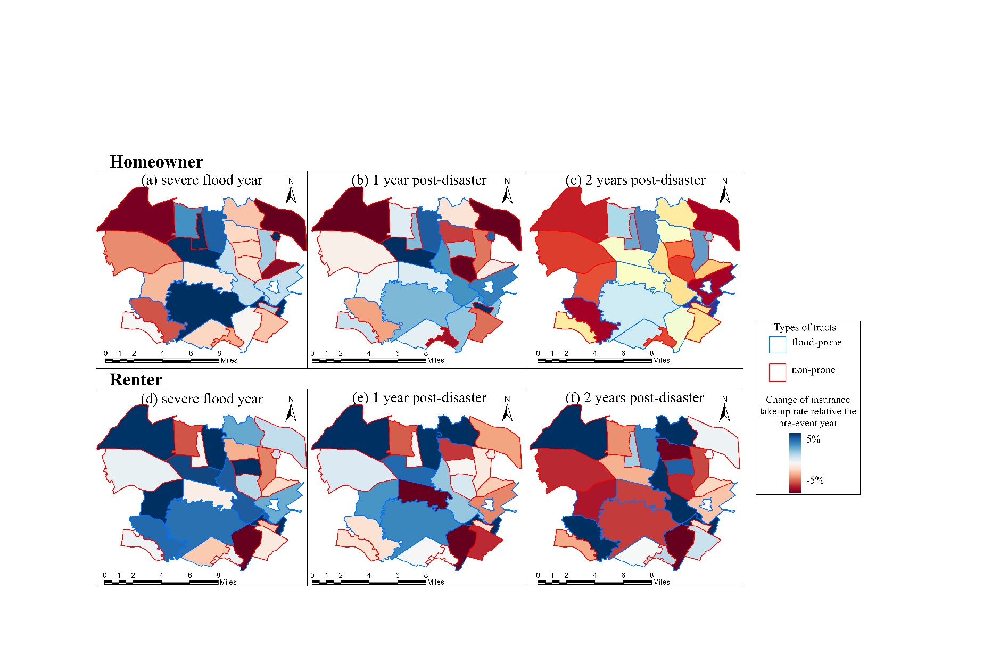 Homeowner
(a) severe flood year
N
0 1 2 4 6 8 Miles
(b) 1 year post-disaster
N
0 1 2 4 6 8 Miles
(c) 2 years post-disaster
N
0 1 2 4 6 8 Miles
Renter
(d) severe flood year
N
0 1 2 4 6 8 Miles
(e) 1 year post-disaster
N
0 1 2 4 6 8 Miles
(f) 2 years post-disaster
N
0 1 2 4 6 8 Miles
Types of tracts
flood-prone
non-prone
Change of insurance
take-up rate relative the
pre-event year
5%
-5%